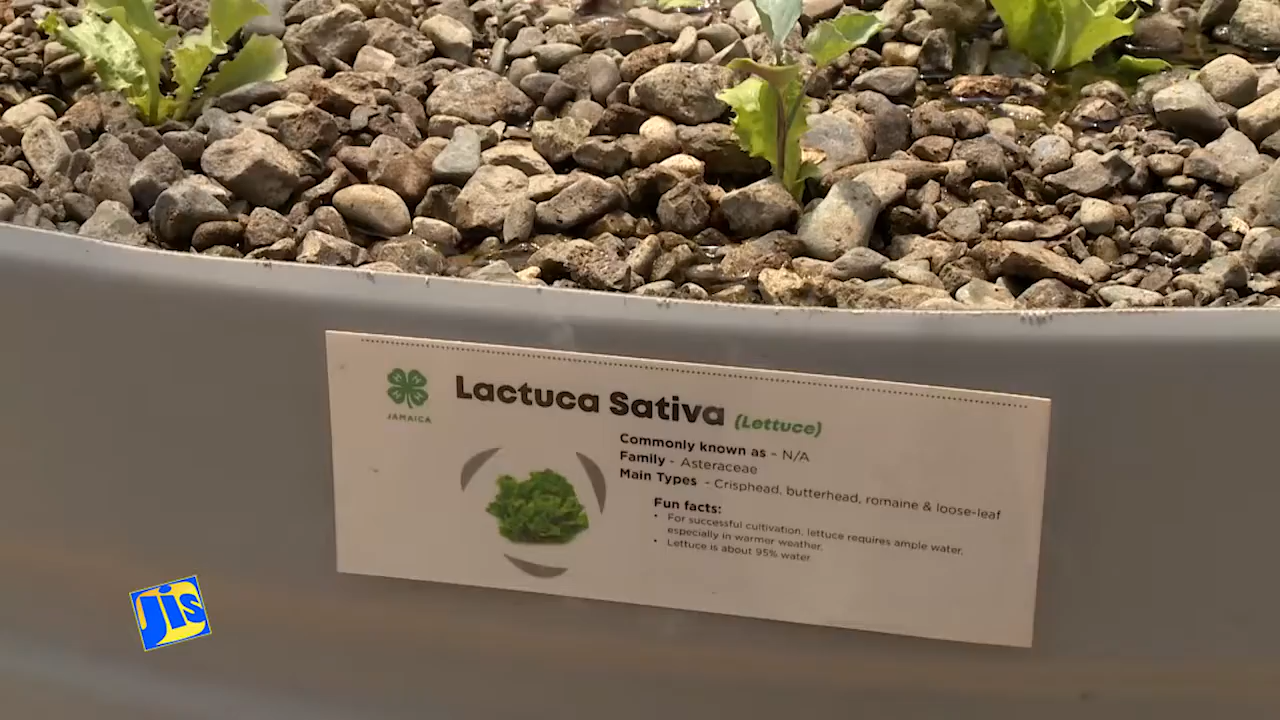 JAMAICA
Lactuca Sativa (Lettuce)
Commonly known as - N/A
Family - Asteraceae
Main Types - Crisphead, butterhead, romaine & loose-leaf
Fun facts:
• For successful cultivation, lettuce requires ample water,
especially in warmer weather.
• Lettuce is about 95% water
jis